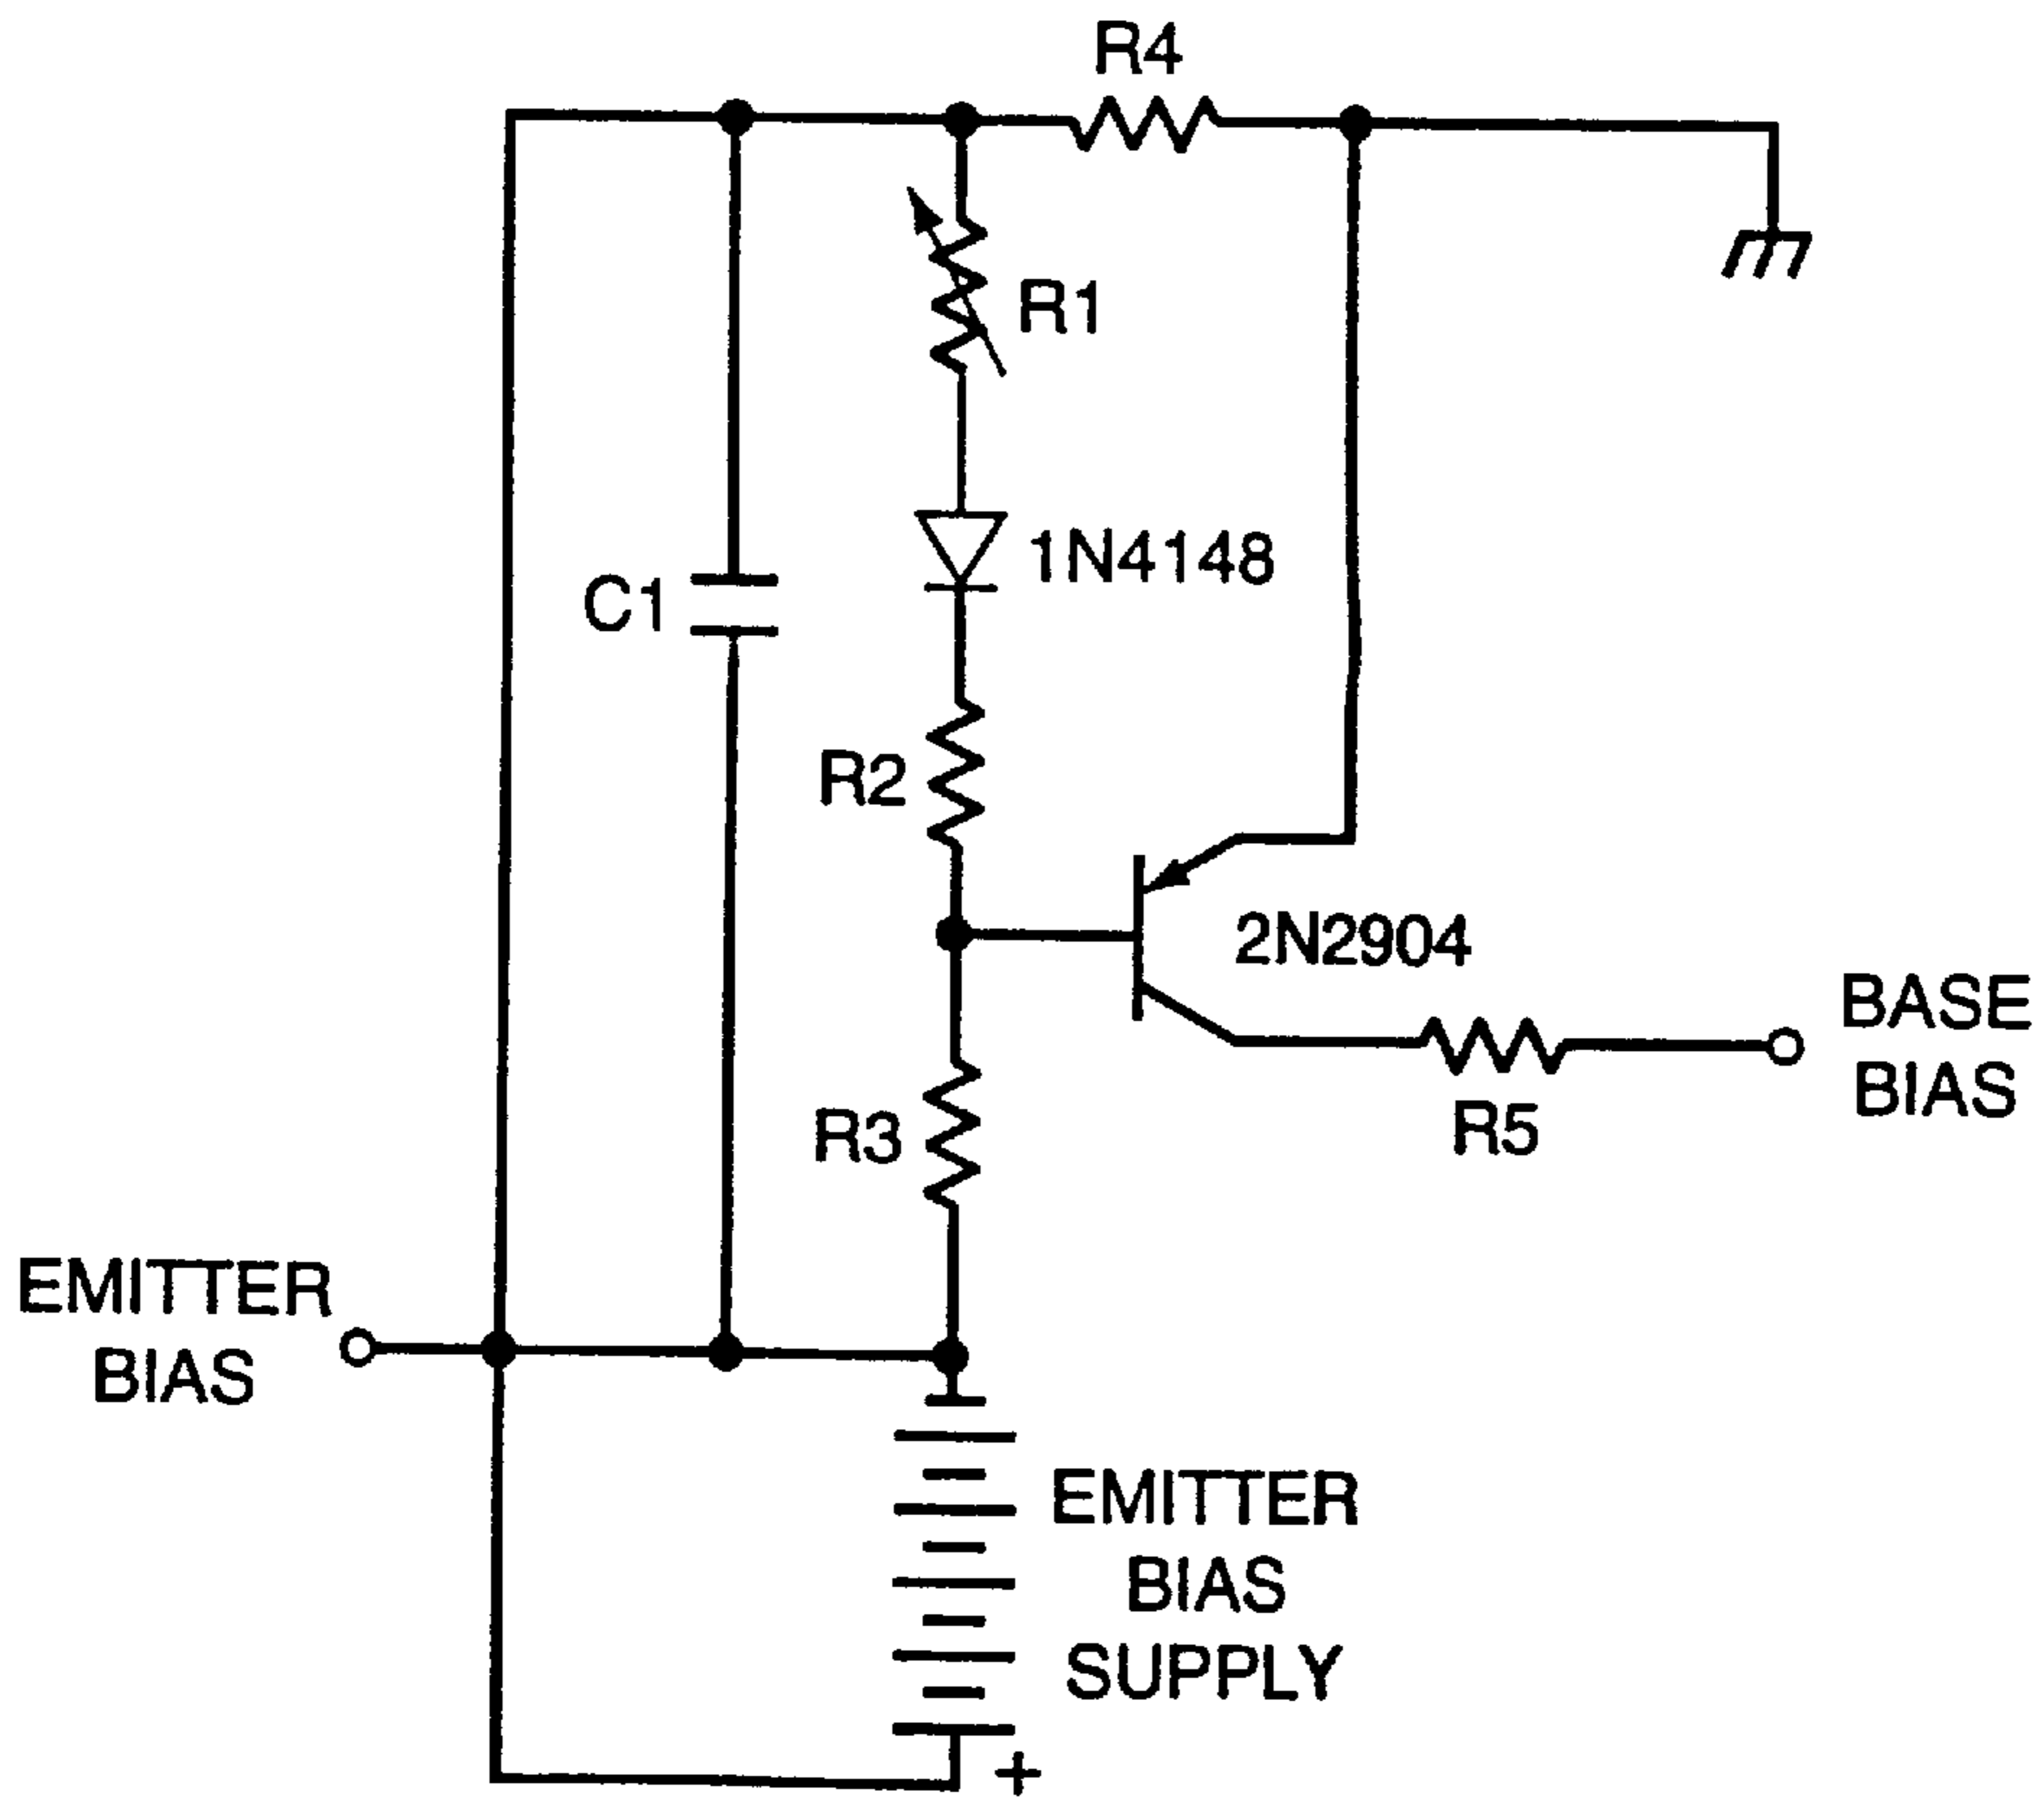 R4
R1
1N4148
C1
R2
2N2904
BASE
BIAS
R5
R3
EMITTER
BIAS
EMITTER
BIAS
SUPPLY
+